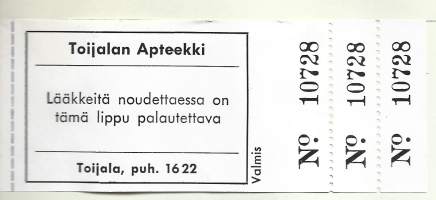 Toijalan Apteekki
Lääkkeitä noudettaessa on
tämä lippu palautettava
Toijala, puh. 1622
Valmis
Nº 10728
Nº 10728
Nº 10728